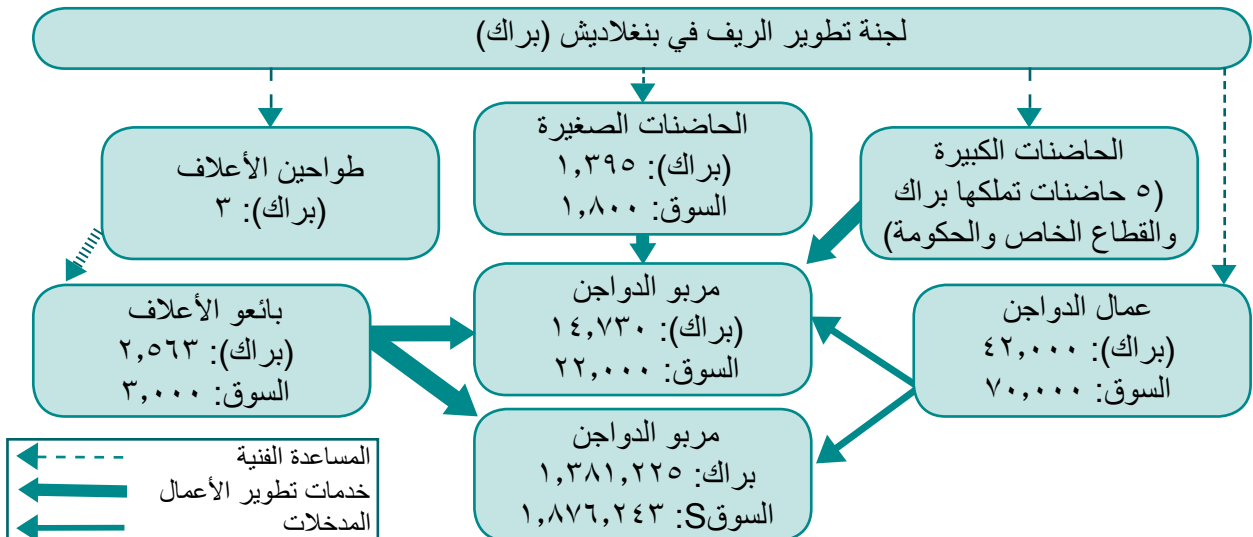 لجنة تطوير الريف في بنغلاديش (براك)
الحاضنات الصغيرة
(براك): ١,٣٩٥
السوق: ١,٨٠٠
الحاضنات الكبيرة
(٥ حاضنات تملكها براك
والقطاع الخاص والحكومة)
طواحين الأعلاف
(براك): ٣
مربو الدواجن
(براك): ١٤,٧٣٠
السوق: ٢٢,٠٠٠
عمال الدواجن
(براك): ٤٢,٠٠٠
السوق: ٧٠,٠٠٠
بائعو الأعلاف
(براك): ٢,٥٦٣
السوق: ٣,٠٠٠
مربو الدواجن
براك: ١,٣٨١,٢٢٥
السوقS: ١,٨٧٦,٢٤٣
المساعدة الفنية
خدمات تطوير الأعمال
المدخلات